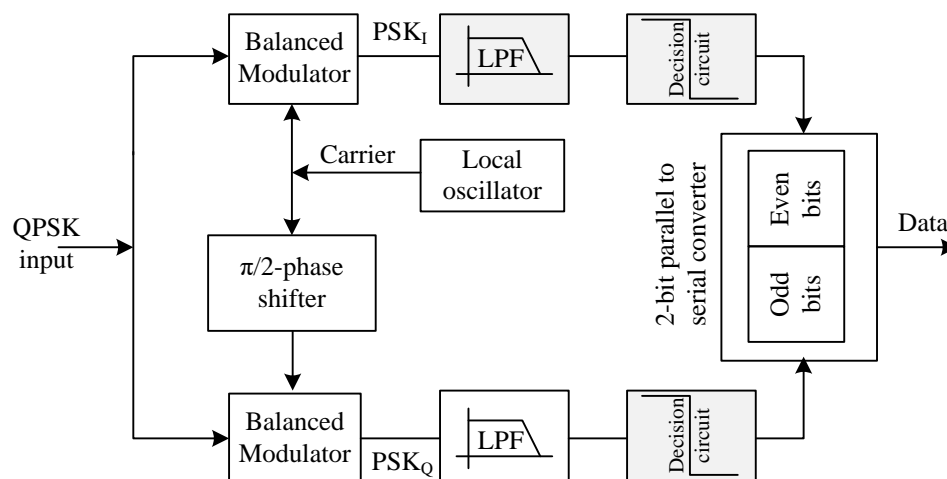 Balanced
Modulator
PSK_I
LPF
Decision
circuit
Carrier
Local
oscillator
QPSK
input
π/2-phase
shifter
2-bit parallel to
serial converter
Even
bits
Odd
bits
Data
Balanced
Modulator
PSK_Q
LPF
Decision
circuit